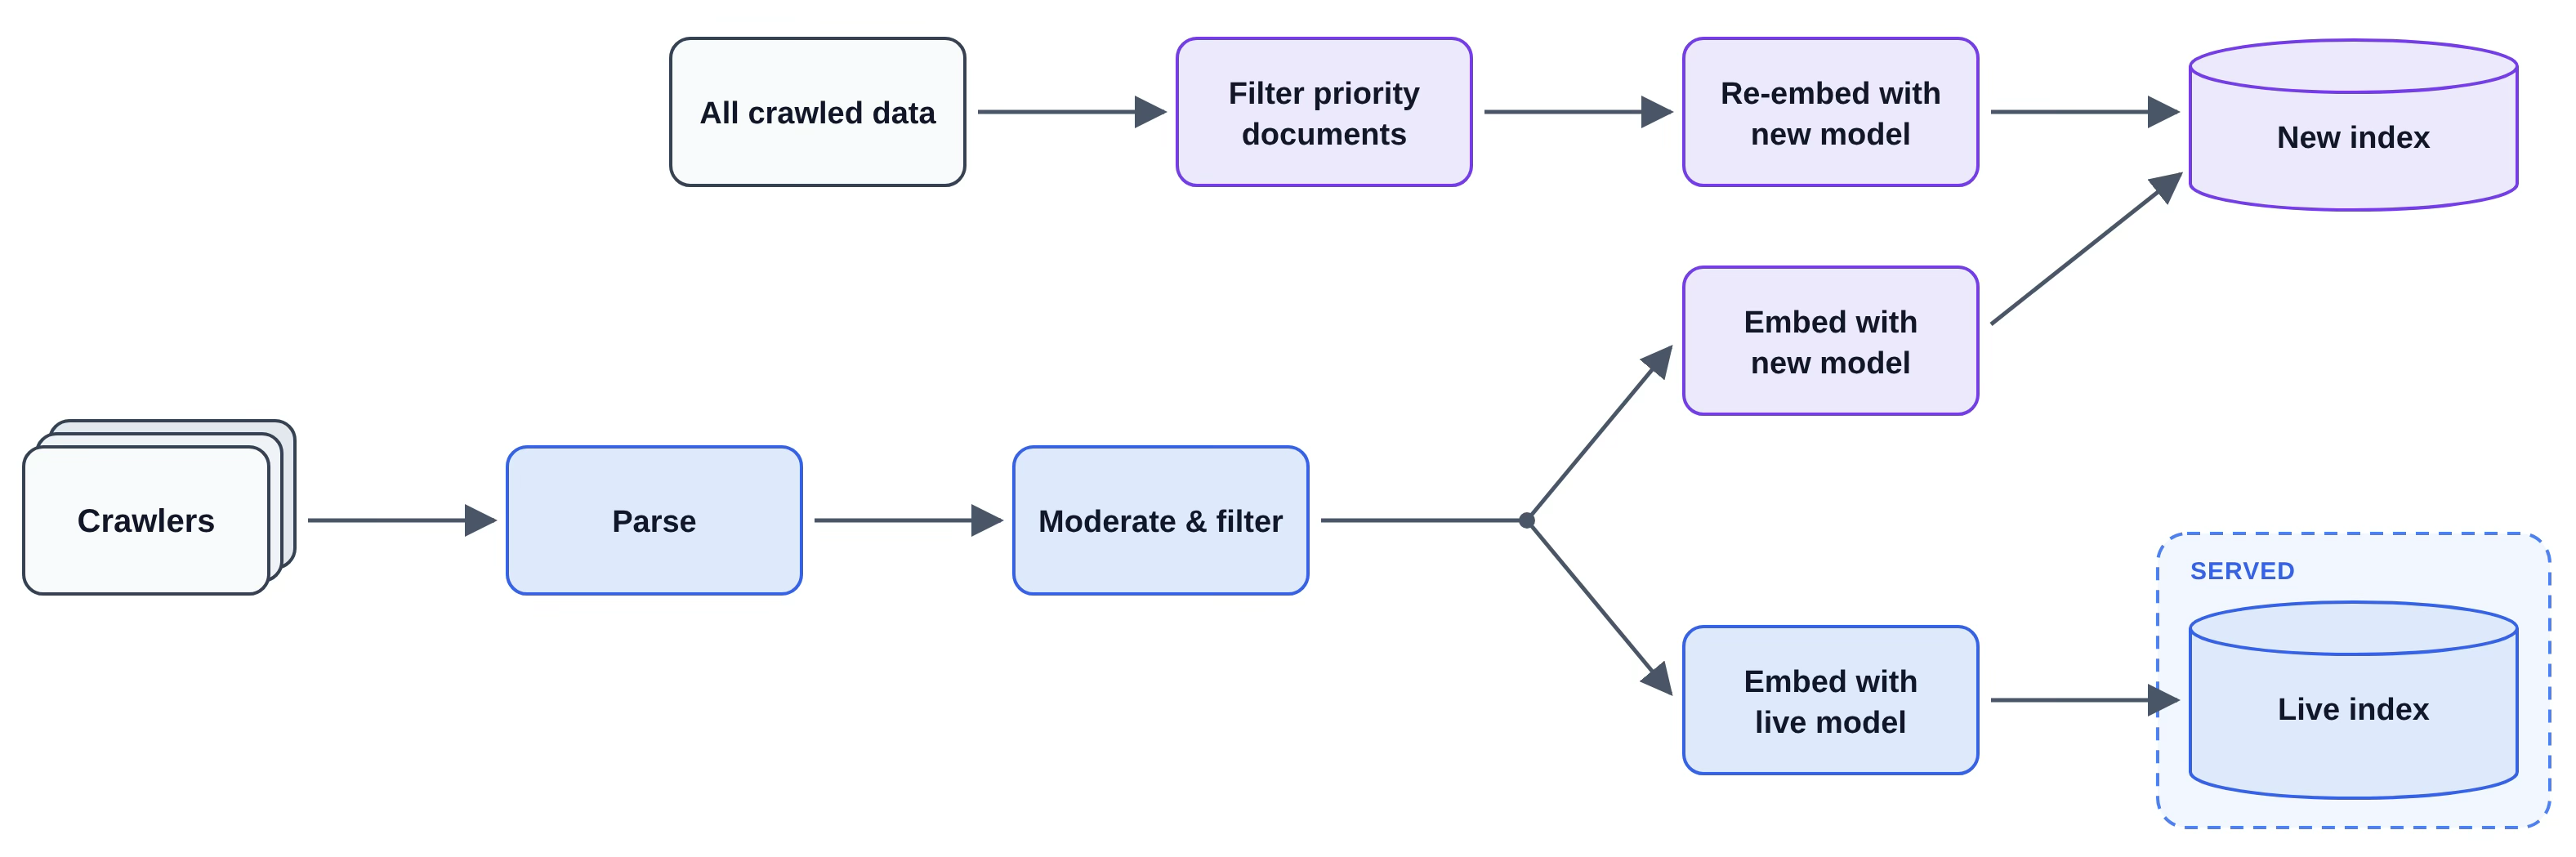 All crawled data
Filter priority
documents
Re-embed with
new model
New index
Embed with
new model
Crawlers
Parse
Moderate & filter
SERVED
Embed with
live model
Live index